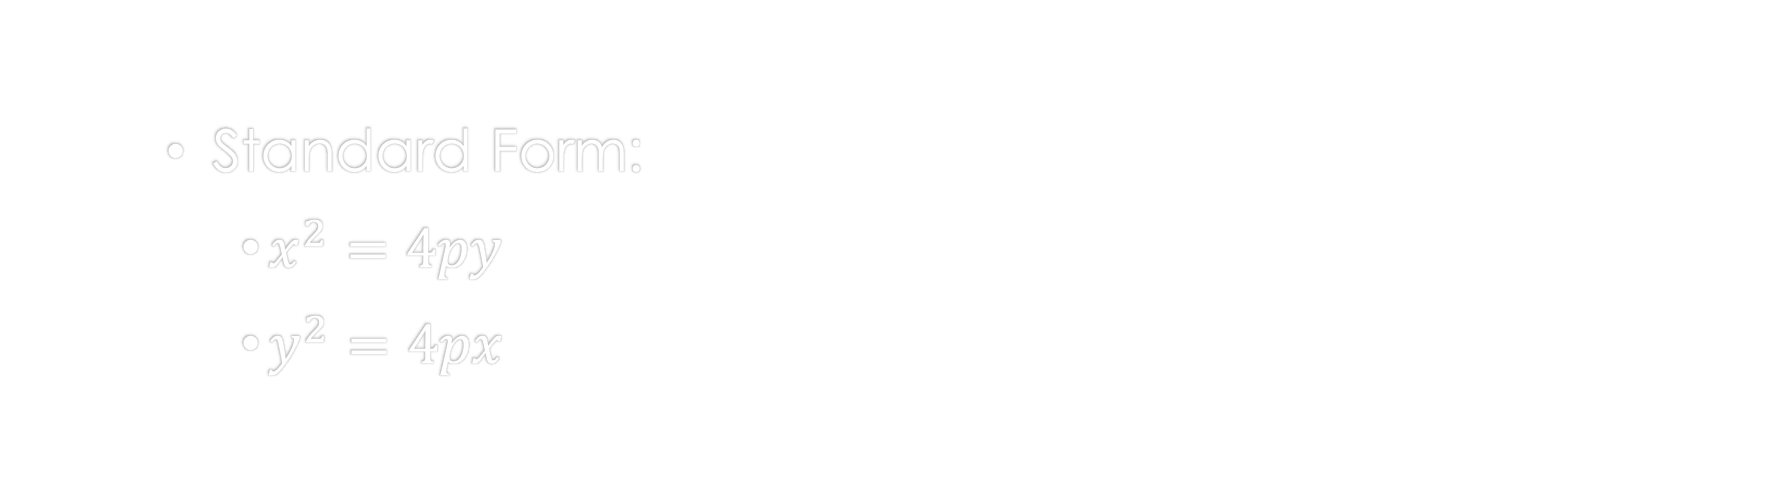 • Standard Form:
• x² = 4py
• y² = 4px